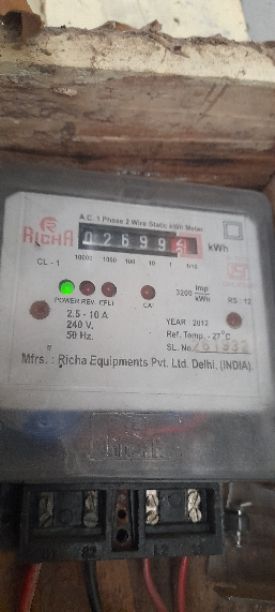 A.C. 1 Phase 2 Wire Static kWh Meter
RICHA
02699
kWh
CL - 1
10000 1000 100 10 1 1/10
POWER REV. E/FL CAL
3200 imp/kWh
RS : 12
2.5 - 10 A
240 V.
50 Hz.
YEAR 2012
Ref. Temp. - 27°C
SL. No.
Mfrs. : Richa Equipments Pvt. Ltd. Delhi. (INDIA)